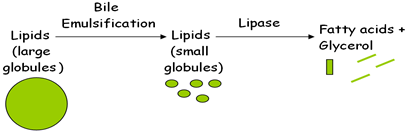 Bile
Emulsification
Lipase
Lipids
(large
globules)
Lipids
(small
globules)
Fatty acids +
Glycerol